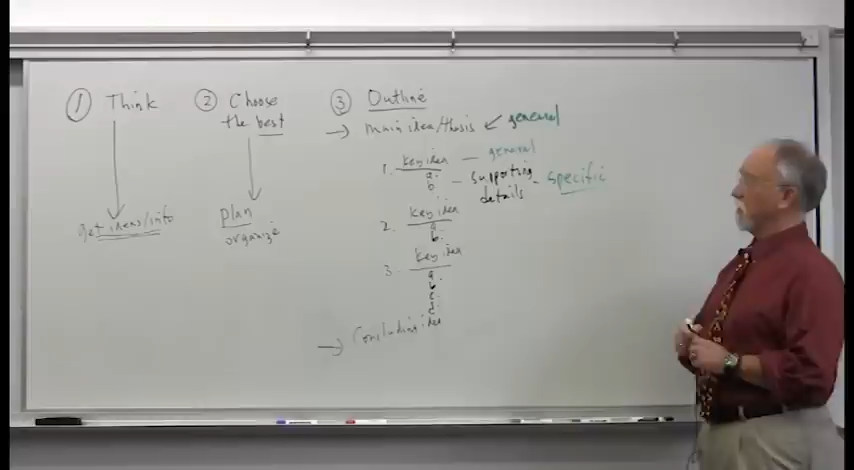 ① Think
get ideas/info
② Choose
the best
plan
organize
③ Outline
→ main idea/thesis ↙ general
1. key idea — general
a.
b — supporting details - specific
2. key idea
a
b.
3. key idea
a.
b
c.
d.
→ Concluding idea